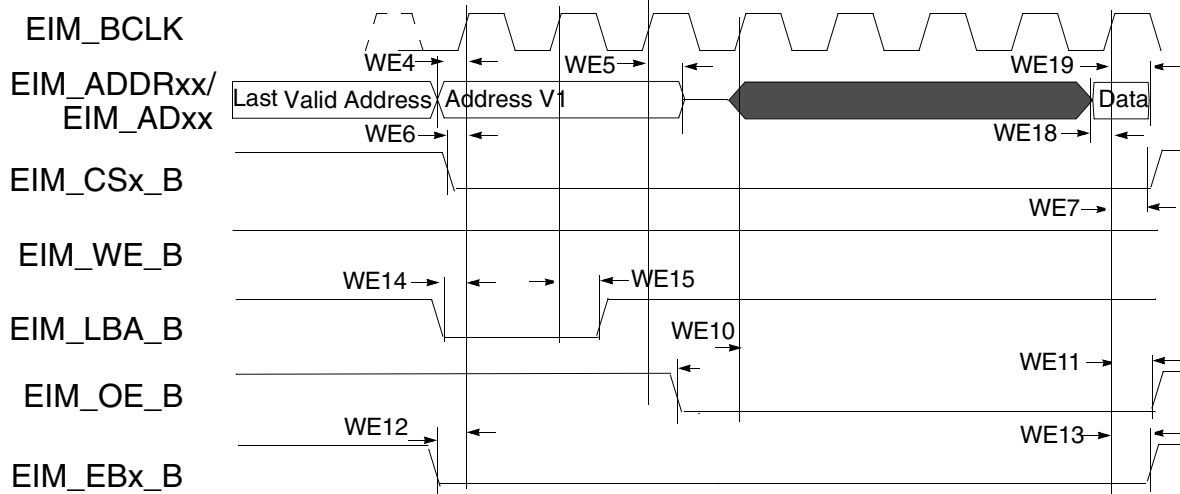 EIM_BCLK
WE4
WE5
WE19
EIM_ADDRxx/
EIM_ADxx
Last Valid Address
Address V1
Data
WE6
WE18
EIM_CSx_B
WE7
EIM_WE_B
WE14
WE15
EIM_LBA_B
WE10
WE11
EIM_OE_B
WE12
WE13
EIM_EBx_B